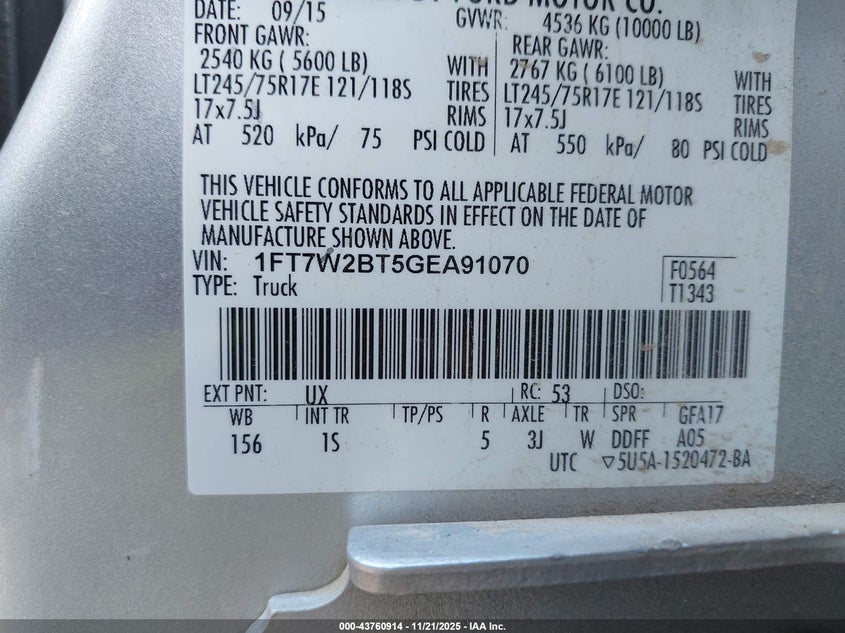 FORD MOTOR CO.
DATE: 09/15 GVWR: 4536 KG (10000 LB)
FRONT GAWR: REAR GAWR:
2540 KG ( 5600 LB) WITH 2767 KG ( 6100 LB) WITH
LT245/75R17E 121/118S TIRES LT245/75R17E 121/118S TIRES
17x7.5J RIMS 17x7.5J RIMS
AT 520 kPa/ 75 PSI COLD AT 550 kPa/ 80 PSI COLD
THIS VEHICLE CONFORMS TO ALL APPLICABLE FEDERAL MOTOR
VEHICLE SAFETY STANDARDS IN EFFECT ON THE DATE OF
MANUFACTURE SHOWN ABOVE.
VIN: 1FT7W2BT5GEA91070 F0564
TYPE: Truck T1343
EXT PNT: UX RC: 53 DSO:
WB INT TR TP/PS R AXLE TR SPR GFA17
156 1S 5 3J W DDFF A05
UTC ▽5U5A-1520472-BA
000-43760914 - 11/21/2025 - IAA Inc.